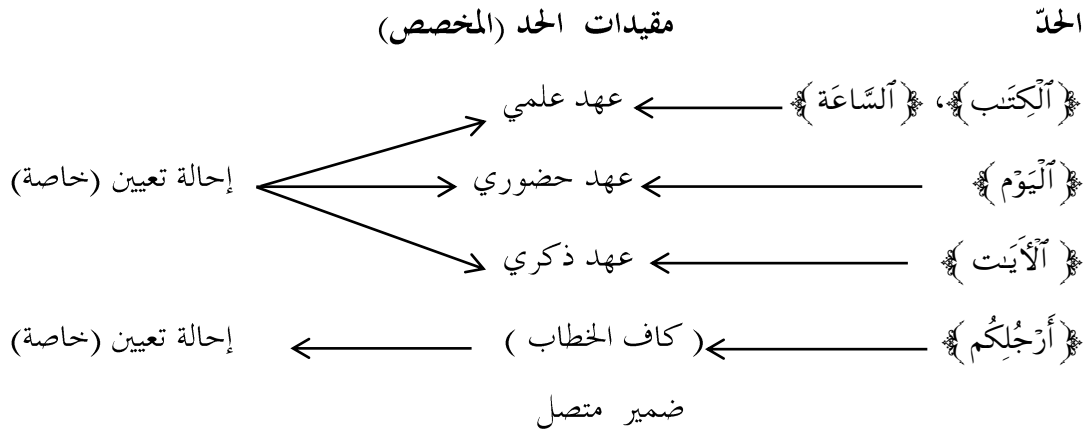 الحدّ مقيدات الحد (المخصص)
﴿ٱلْكِتَـٰب﴾، ﴿ٱلسَّاعَة﴾ عهد علمي
﴿ٱلْيَوْم﴾ عهد حضوري إحالة تعيين (خاصة)
﴿ٱلْأَيَـٰت﴾ عهد ذكري
﴿أَرْجُلِكُم﴾ ( كاف الخطاب ) إحالة تعيين (خاصة)
ضمير متصل